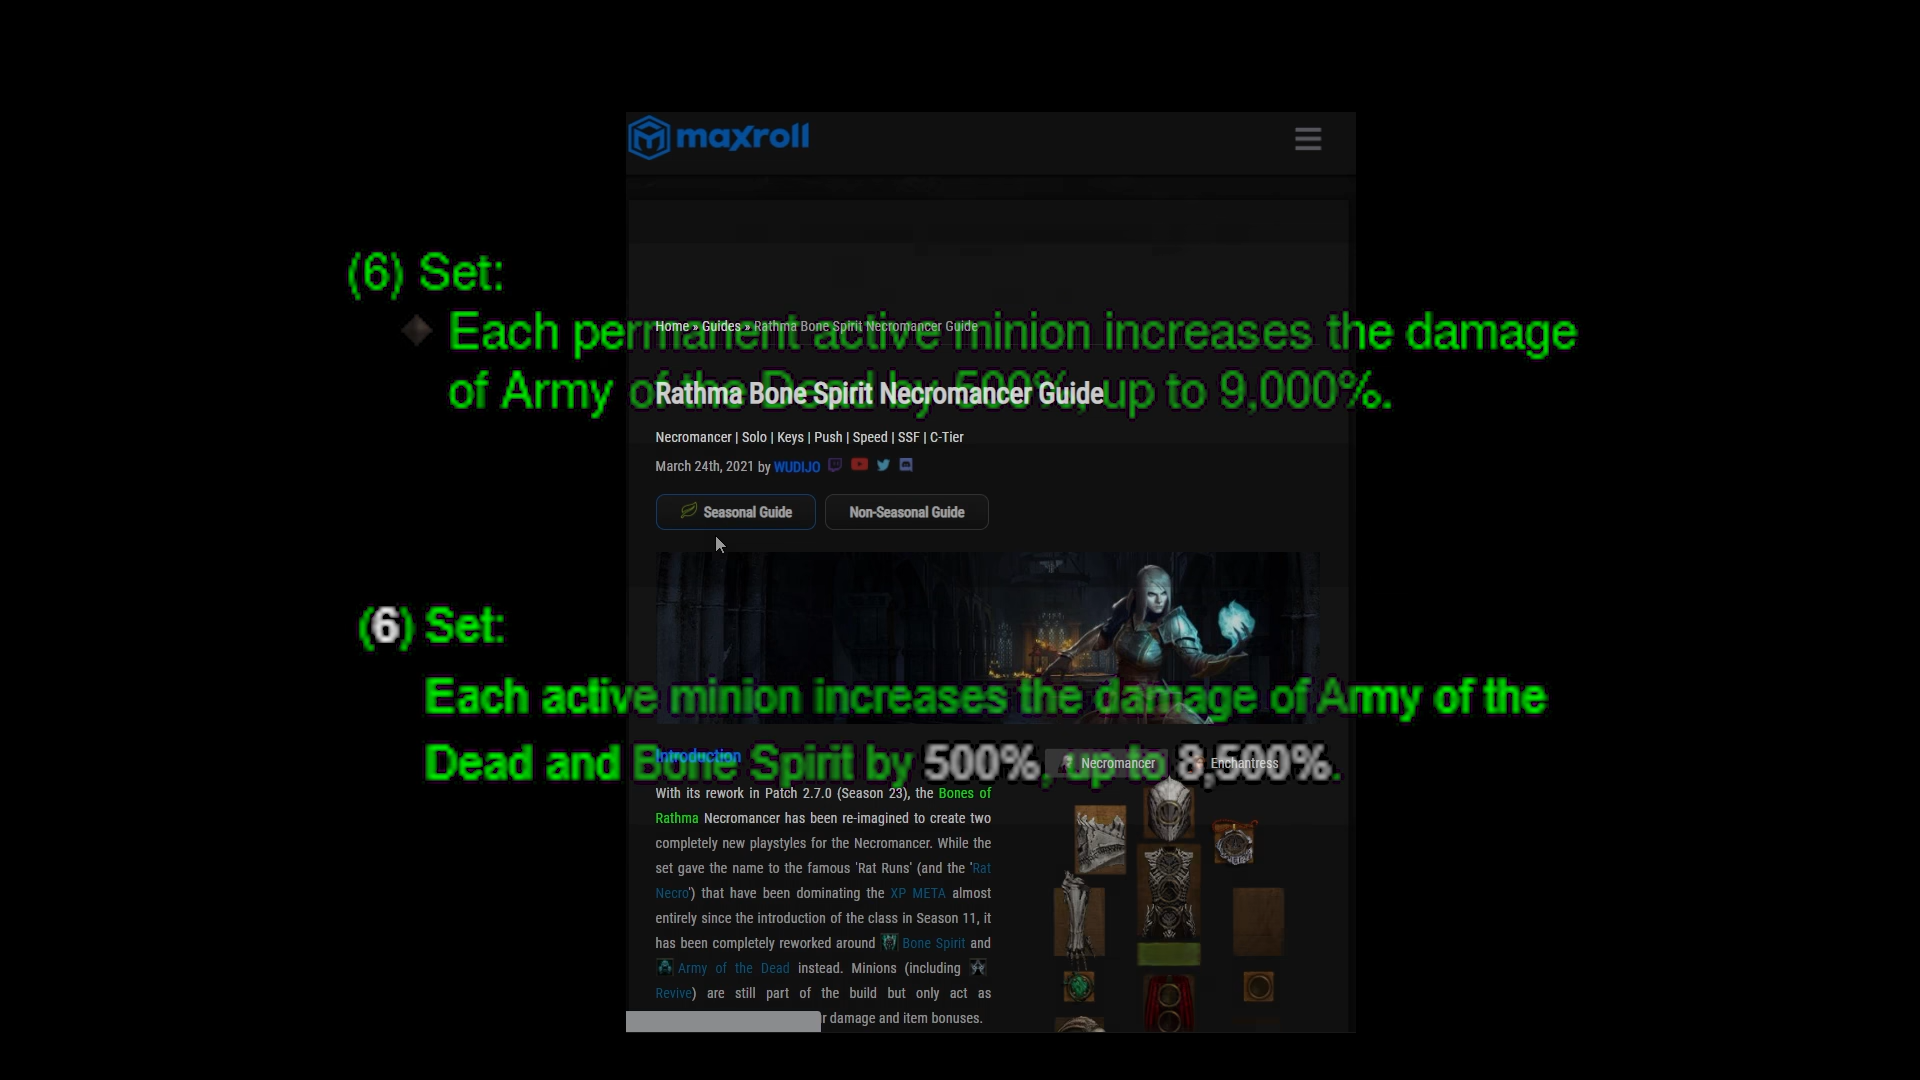 maxroll
(6) Set:
Home » Guides » Rathma Bone Spirit Necromancer Guide
Each permanent active minion increases the damage
of Army of the Dead by 500%, up to 9,000%.
Rathma Bone Spirit Necromancer Guide
Necromancer | Solo | Keys | Push | Speed | SSF | C-Tier
March 24th, 2021 by WUDIJO
Seasonal Guide
Non-Seasonal Guide
(6) Set:
Each active minion increases the damage of Army of the
Dead and Bone Spirit by 500%, up to 8,500%.
Introduction
Necromancer
Enchantress
With its rework in Patch 2.7.0 (Season 23), the Bones of
Rathma Necromancer has been re-imagined to create two
completely new playstyles for the Necromancer. While the
set gave the name to the famous 'Rat Runs' (and the 'Rat
Necro') that have been dominating the XP META almost
entirely since the introduction of the class in Season 11, it
has been completely reworked around Bone Spirit and
Army of the Dead instead. Minions (including
Revive) are still part of the build but only act as
damage and item bonuses.